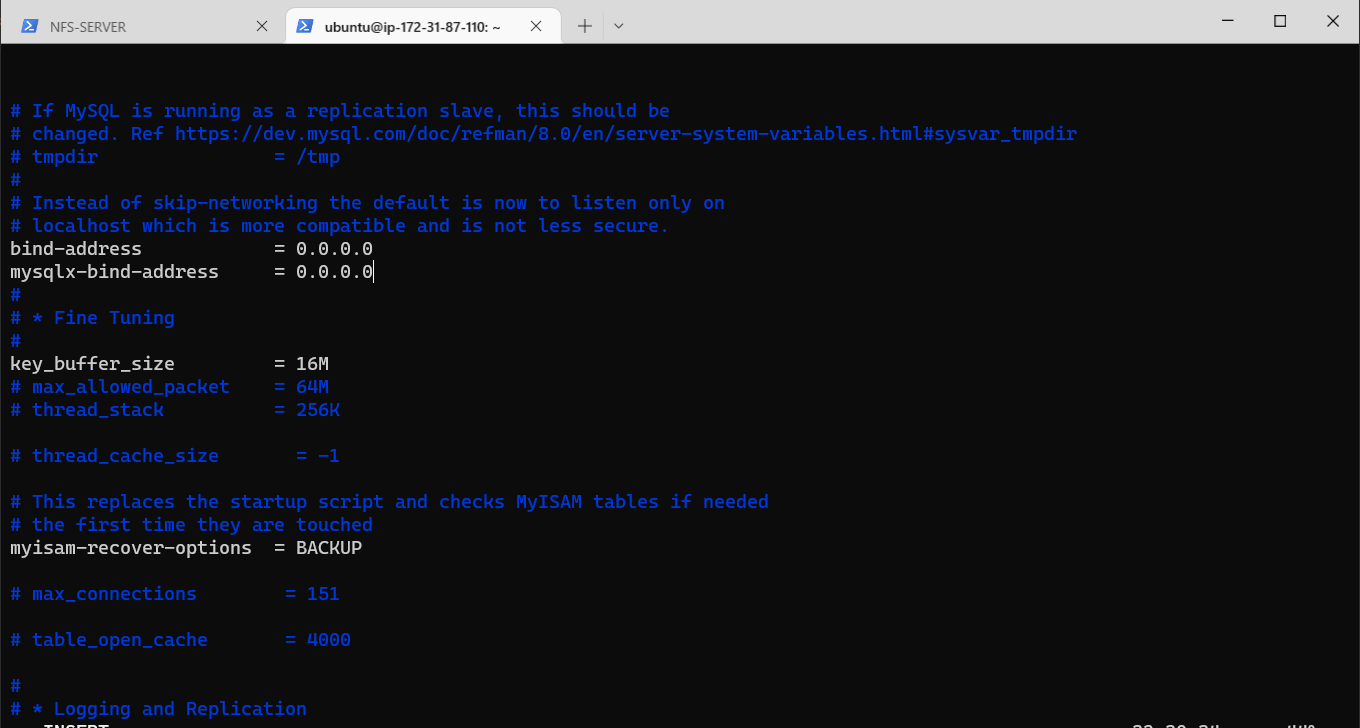 NFS-SERVER
ubuntu@ip-172-31-87-110: ~
# If MySQL is running as a replication slave, this should be
# changed. Ref https://dev.mysql.com/doc/refman/8.0/en/server-system-variables.html#sysvar_tmpdir
# tmpdir = /tmp
#
# Instead of skip-networking the default is now to listen only on
# localhost which is more compatible and is not less secure.
bind-address = 0.0.0.0
mysqlx-bind-address = 0.0.0.0
#
# * Fine Tuning
#
key_buffer_size = 16M
# max_allowed_packet = 64M
# thread_stack = 256K
# thread_cache_size = -1
# This replaces the startup script and checks MyISAM tables if needed
# the first time they are touched
myisam-recover-options = BACKUP
# max_connections = 151
# table_open_cache = 4000
#
# * Logging and Replication